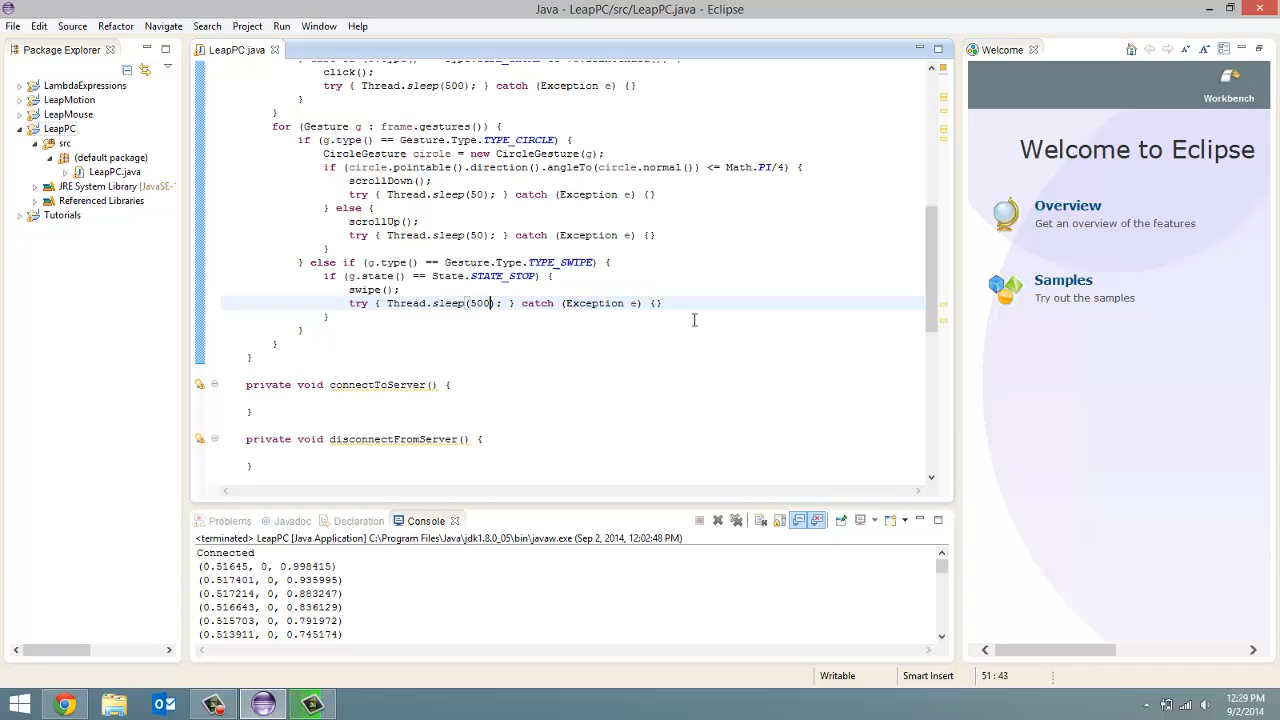 Java - LeapPC/src/LeapPC.java - Eclipse
File Edit Source Refactor Navigate Search Project Run Window Help
Package Explorer
LambdaExpressions
LeapMotion
LeapMouse
LeapPC
src
(default package)
LeapPC.java
JRE System Library [JavaSE-
Referenced Libraries
Tutorials
LeapPC.java
click();
try { Thread.sleep(500); } catch (Exception e) {}
}
}
for (Gesture g : frame.gestures()) {
if (g.type() == Gesture.Type.TYPE_CIRCLE) {
CircleGesture circle = new CircleGesture(g);
if (circle.pointable().direction().angleTo(circle.normal()) <= Math.PI/4) {
scrollDown();
try { Thread.sleep(50); } catch (Exception e) {}
} else {
scrollUp();
try { Thread.sleep(50); } catch (Exception e) {}
}
} else if (g.type() == Gesture.Type.TYPE_SWIPE) {
if (g.state() == State.STATE_STOP) {
swipe();
try { Thread.sleep(500); } catch (Exception e) {}
}
}
}
}
private void connectToServer() {
}
private void disconnectFromServer() {
}
Welcome
Workbench
Welcome to Eclipse
Overview
Get an overview of the features
Samples
Try out the samples
Problems Javadoc Declaration Console
<terminated> LeapPC [Java Application] C:\Program Files\Java\jdk1.8.0_05\bin\javaw.exe (Sep 2, 2014, 12:02:48 PM)
Connected
(0.51645, 0, 0.998415)
(0.517401, 0, 0.935995)
(0.517214, 0, 0.883247)
(0.516643, 0, 0.836129)
(0.515703, 0, 0.791972)
(0.513911, 0, 0.745174)
Writable Smart Insert 51 : 43
12:29 PM
9/2/2014